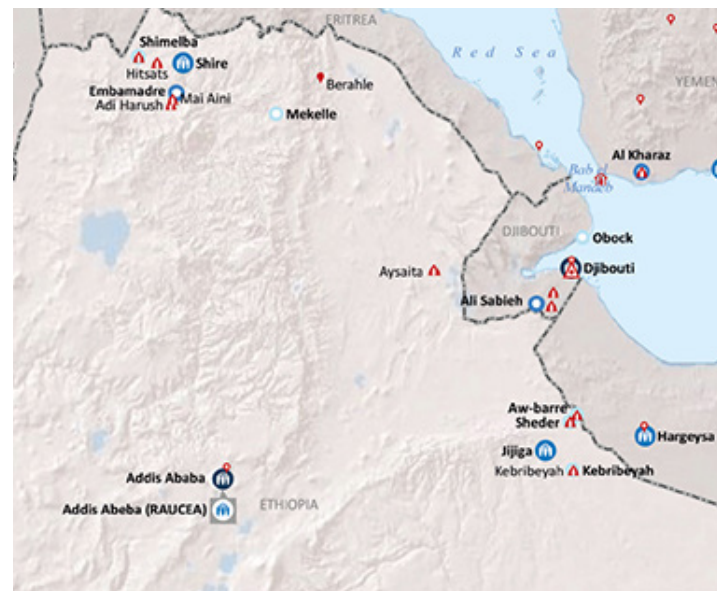 ERITREA
Shimelba
Hitsats
Shire
Red Sea
YEMEN
Berahle
Embamadre
Mai Aini
Adi Harush
Mekelle
Al Kharaz
Bab el
Mandeb
DJIBOUTI
Obock
Aysaita
Djibouti
Ali Sabieh
Aw-barre
Sheder
Hargeysa
Jijiga
Kebribeyah
Kebribeyah
Addis Ababa
Addis Abeba (RAUCEA)
ETHIOPIA